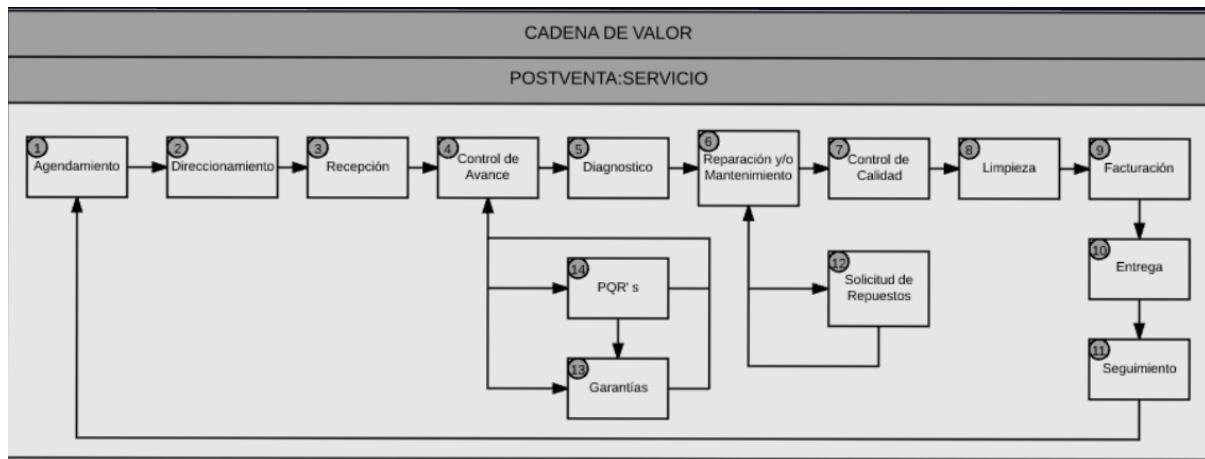 CADENA DE VALOR
POSTVENTA:SERVICIO
1
Agendamiento
2
Direccionamiento
3
Recepción
4
Control de
Avance
5
Diagnostico
6
Reparación y/o
Mantenimiento
7
Control de
Calidad
8
Limpieza
9
Facturación
10
Entrega
11
Seguimiento
12
Solicitud de
Repuestos
14
PQR' s
13
Garantías